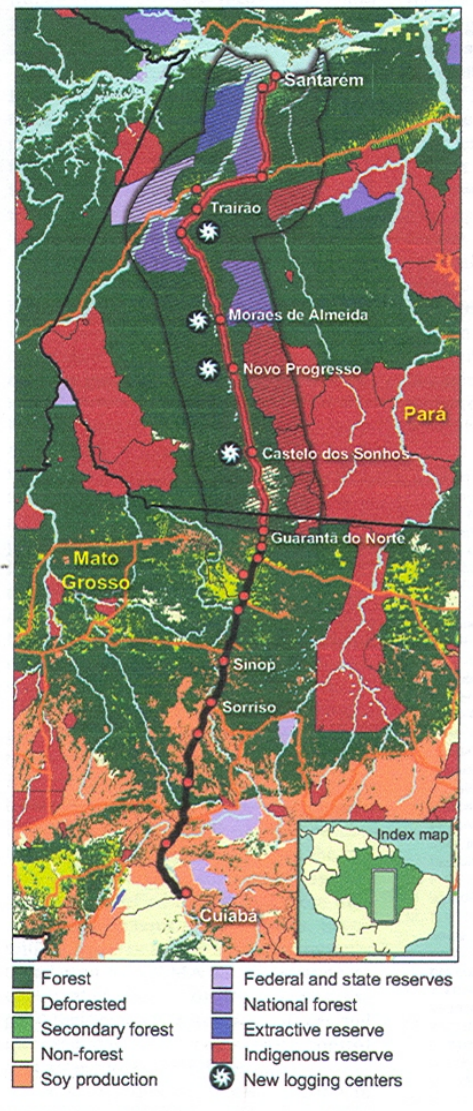 Santarém
Trairão
Moraes de Almeida
Novo Progresso
Pará
Castelo dos Sonhos
Guarantã do Norte
Mato
Grosso
Sinop
Sorriso
Index map
Cuiabá
Forest
Deforested
Secondary forest
Non-forest
Soy production
Federal and state reserves
National forest
Extractive reserve
Indigenous reserve
New logging centers